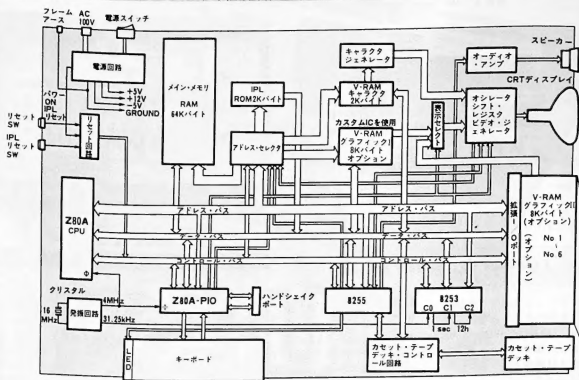 フレーム
アース
AC
100V
電源スイッチ
電源回路
+5V
+12V
-5V
GROUND
パワー
ON
IPL
リセット
リセット
SW
IPL
リセット
SW
リセット回路
メイン・メモリ
RAM
64Kバイト
IPL
ROM2Kバイト
アドレス・セレクタ
キャラクタ
ジェネレータ
V-RAM
キャラクタ
2Kバイト
カスタムICを使用
V-RAM
グラフィック)I
8Kバイト
オプション
表示セレクト
オーディオ
・アンプ
スピーカー
CRTディスプレイ
オシレータ
シフト・
レジスタ
ビデオ・ジ
ェネレータ
Z80A
CPU
Φ
アドレス・バス
データ・バス
コントロール・バス
拡張I/Oポート
(オプション)
V-RAM
グラフィックII
8Kバイト
(オプション)
No 1
〜
No 6
クリスタル
16
MHz
発振回路
4MHz
31.25kHz
÷
Z80A-PIO
ハンドシェイク
ポート
8255
8253
C0 C1 C2
1 sec 12h
LED
キーボード
カセット・テープ
デッキ・コントロ
ール回路
カセット・テープ
デッキ